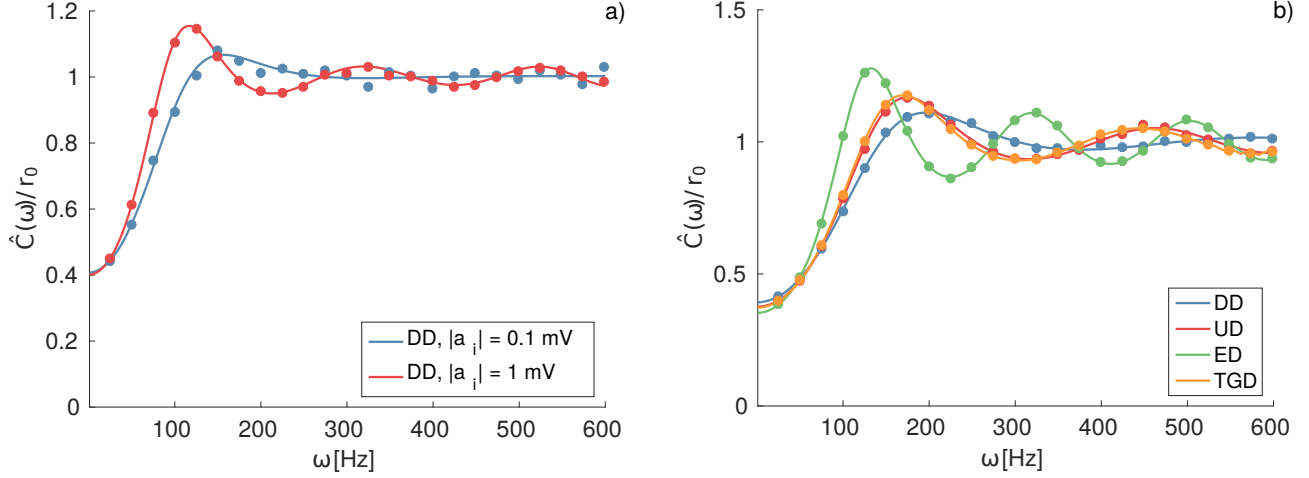 a)
1.2
1
0.8
0.6
0.4
0.2
0
Ĉ(ω)/r₀
100 200 300 400 500 600
ω[Hz]
DD, |a i| = 0.1 mV
DD, |a i| = 1 mV
b)
1.5
1
0.5
0
Ĉ(ω)/r₀
100 200 300 400 500 600
ω[Hz]
DD
UD
ED
TGD